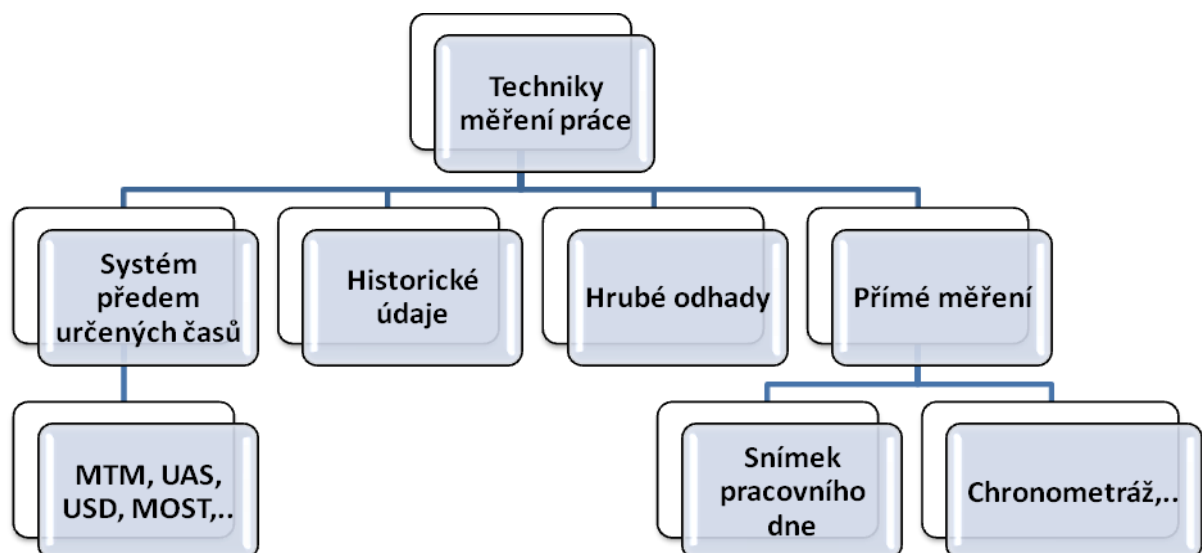 Techniky
měření práce
Systém
předem
určených časů
Historické
údaje
Hrubé odhady
Přímé měření
MTM, UAS,
USD, MOST,..
Snímek
pracovního
dne
Chronometráž,..